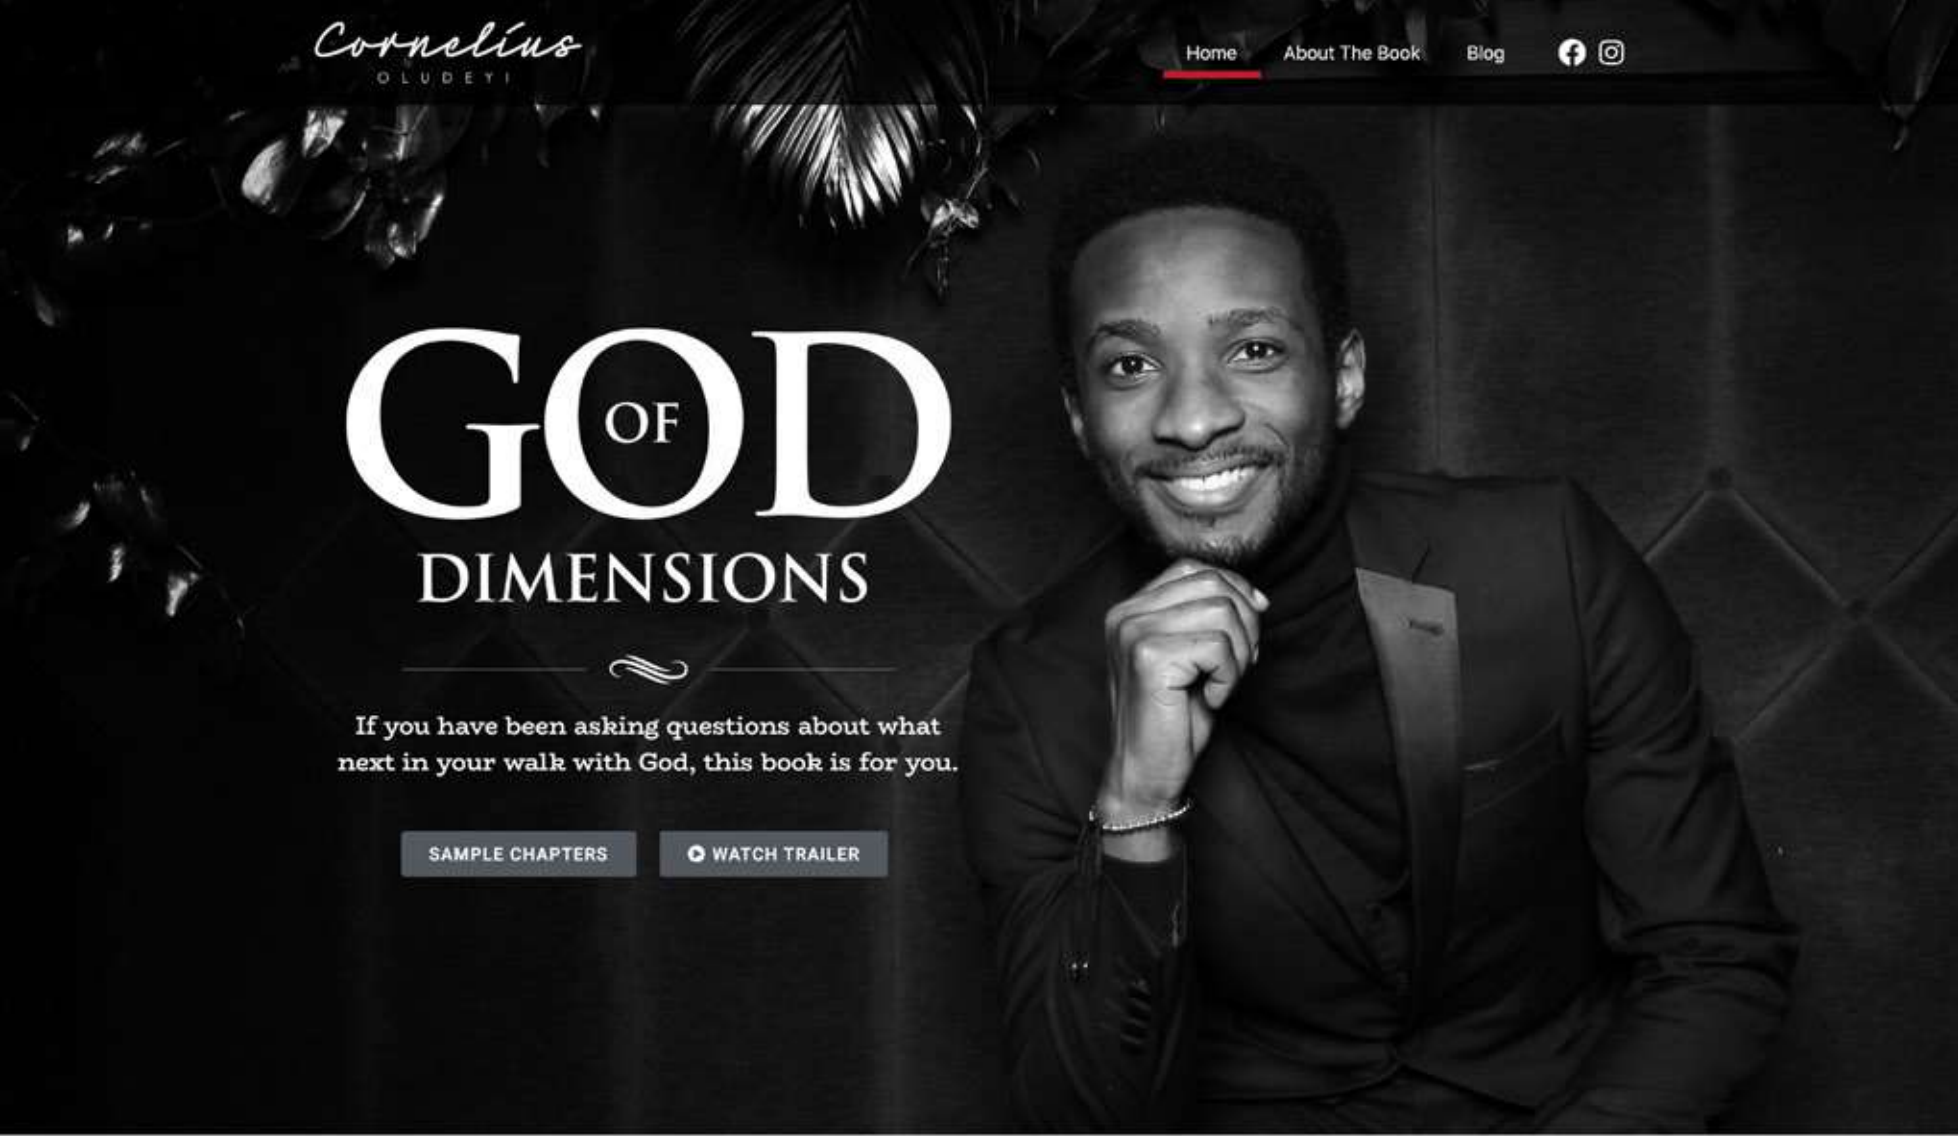 Cornelius
OLUDEYI
Home
About The Book
Blog
GOD
OF
DIMENSIONS
If you have been asking questions about what
next in your walk with God, this book is for you.
SAMPLE CHAPTERS
WATCH TRAILER